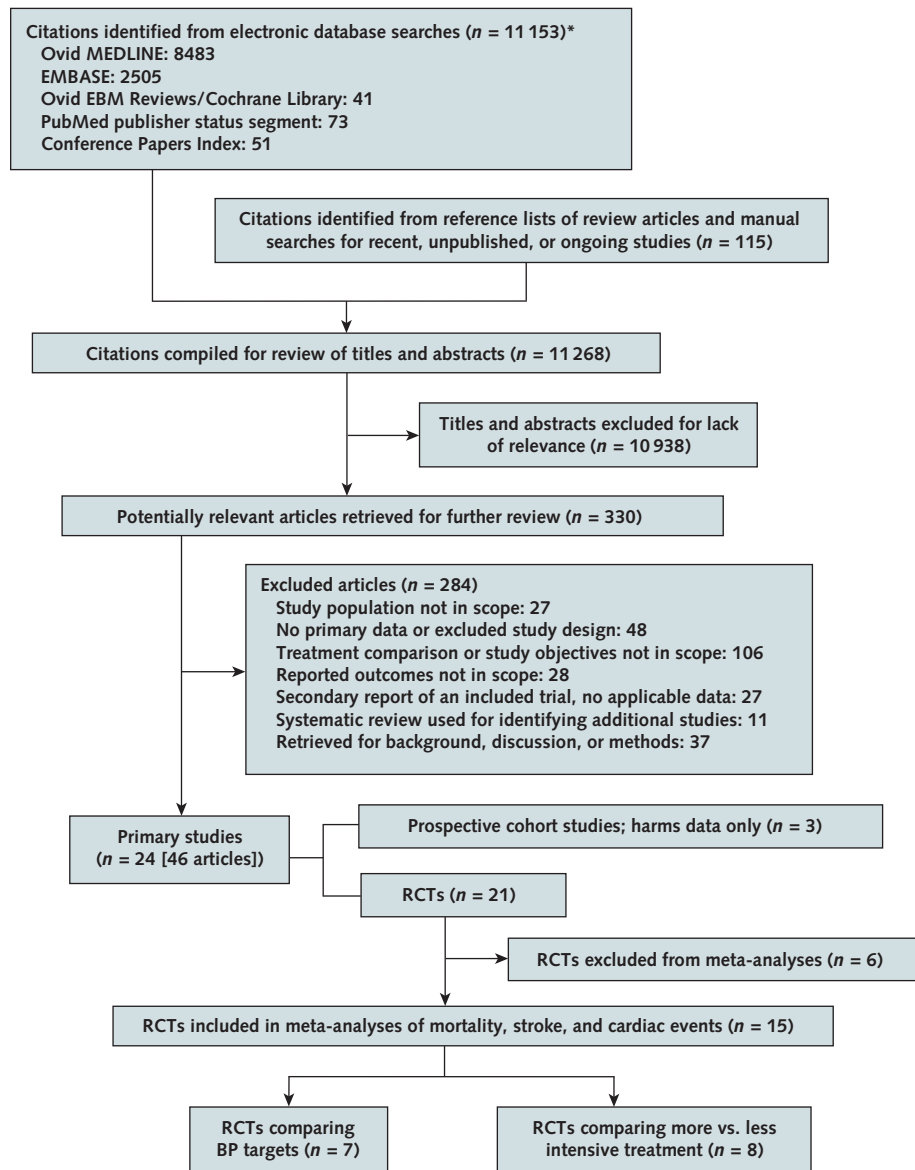 Citations identified from electronic database searches (n = 11 153)*
Ovid MEDLINE: 8483
EMBASE: 2505
Ovid EBM Reviews/Cochrane Library: 41
PubMed publisher status segment: 73
Conference Papers Index: 51
Citations identified from reference lists of review articles and manual
searches for recent, unpublished, or ongoing studies (n = 115)
Citations compiled for review of titles and abstracts (n = 11 268)
Titles and abstracts excluded for lack
of relevance (n = 10 938)
Potentially relevant articles retrieved for further review (n = 330)
Excluded articles (n = 284)
Study population not in scope: 27
No primary data or excluded study design: 48
Treatment comparison or study objectives not in scope: 106
Reported outcomes not in scope: 28
Secondary report of an included trial, no applicable data: 27
Systematic review used for identifying additional studies: 11
Retrieved for background, discussion, or methods: 37
Primary studies
(n = 24 [46 articles])
Prospective cohort studies; harms data only (n = 3)
RCTs (n = 21)
RCTs excluded from meta-analyses (n = 6)
RCTs included in meta-analyses of mortality, stroke, and cardiac events (n = 15)
RCTs comparing
BP targets (n = 7)
RCTs comparing more vs. less
intensive treatment (n = 8)